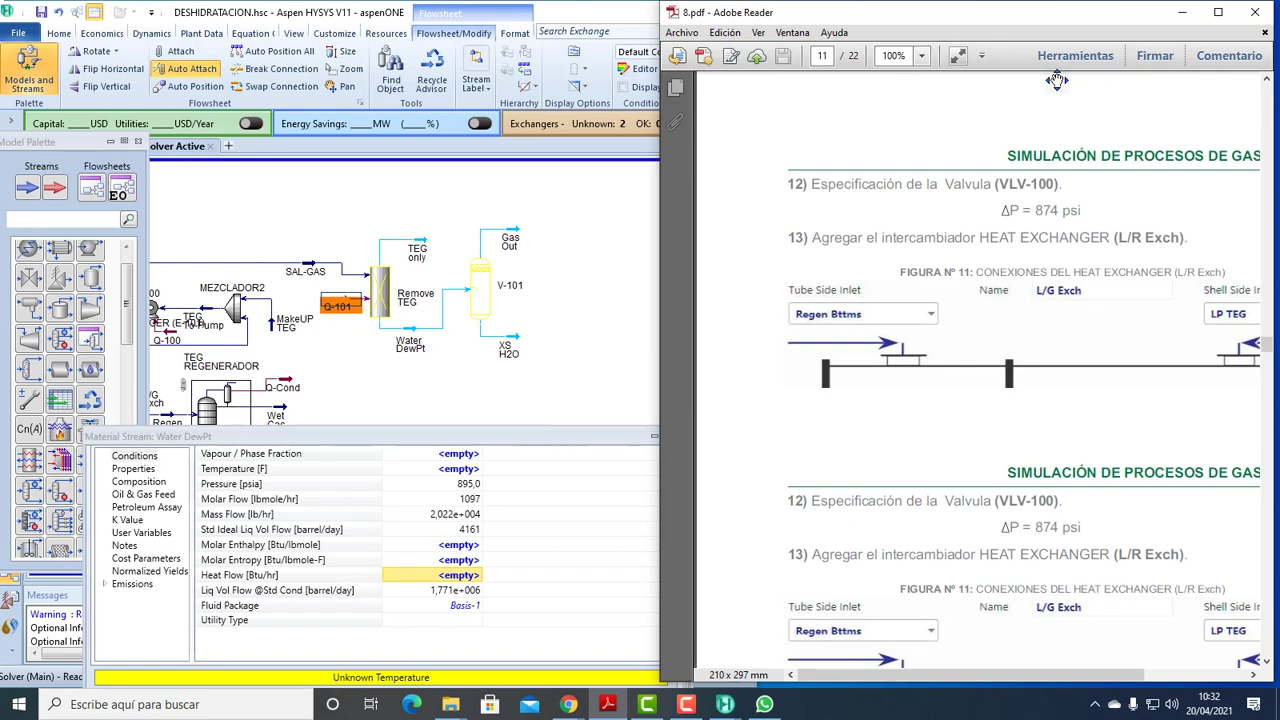 DESHIDRATACION.hsc - Aspen HYSYS V11 - aspenONE
Flowsheet
File Home Economics Dynamics Plant Data Equation Customize Resources Flowsheet/Modify Format
View
Search Exchange
Models and Streams
Palette
Rotate
Flip Horizontal
Flip Vertical
Attach
Auto Attach
Auto Position
Auto Position All
Break Connection
Swap Connection
Size
Text
PFD Table
Flowsheet
Find Object
Recycle Advisor
Tools
Stream Label
Hierarchy
Default Co
Editor
Display Options
Capital: ____USD Utilities: ____USD/Year
Energy Savings: ____MW (____%)
Exchangers - Unknown: 2 OK: 0
Model Palette
olver Active
Streams
Flowsheets
EO
Cn(A)
SAL-GAS
TEG only
Gas Out
V-101
Remove TEG
Q-101
MEZCLADOR2
MakeUP TEG
TEG To Pump
Q-100
Water DewPt
XS H2O
TEG REGENERADOR
Q-Cond
Wet Gas
Regen
Material Stream: Water DewPt
Conditions
Properties
Composition
Oil & Gas Feed
Petroleum Assay
K Value
User Variables
Notes
Cost Parameters
Normalized Yields
Emissions
Vapour / Phase Fraction <empty>
Temperature [F] <empty>
Pressure [psia] 895,0
Molar Flow [lbmole/hr] 1097
Mass Flow [lb/hr] 2,022e+004
Std Ideal Liq Vol Flow [barrel/day] 4161
Molar Enthalpy [Btu/lbmole] <empty>
Molar Entropy [Btu/lbmole-F] <empty>
Heat Flow [Btu/hr] <empty>
Liq Vol Flow @Std Cond [barrel/day] 1,771e+006
Fluid Package Basis-1
Utility Type
Unknown Temperature
Messages
Warning : R
Optional Info
Optional Info
Solver (Main) - Read
8.pdf - Adobe Reader
Archivo Edición Ver Ventana Ayuda
11 / 22 100% Herramientas Firmar Comentario
SIMULACIÓN DE PROCESOS DE GAS
12) Especificación de la Valvula (VLV-100).
ΔP = 874 psi
13) Agregar el intercambiador HEAT EXCHANGER (L/R Exch).
FIGURA Nº 11: CONEXIONES DEL HEAT EXCHANGER (L/R Exch)
Tube Side Inlet Name L/G Exch Shell Side In
Regen Bttms LP TEG
SIMULACIÓN DE PROCESOS DE GAS
12) Especificación de la Valvula (VLV-100).
ΔP = 874 psi
13) Agregar el intercambiador HEAT EXCHANGER (L/R Exch).
FIGURA Nº 11: CONEXIONES DEL HEAT EXCHANGER (L/R Exch)
Tube Side Inlet Name L/G Exch Shell Side In
Regen Bttms LP TEG
210 x 297 mm
Escribe aquí para buscar
10:32
20/04/2021